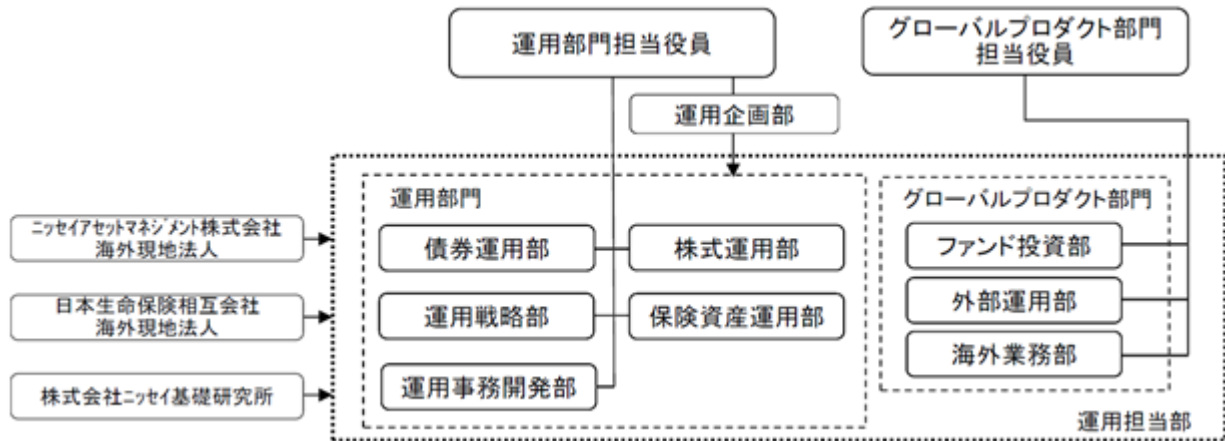 運用部門担当役員
グローバルプロダクト部門
担当役員
運用企画部
運用部門
グローバルプロダクト部門
ニッセイアセットマネジメント株式会社
海外現地法人
債券運用部
株式運用部
ファンド投資部
日本生命保険相互会社
海外現地法人
運用戦略部
保険資産運用部
外部運用部
海外業務部
株式会社ニッセイ基礎研究所
運用事務開発部
運用担当部